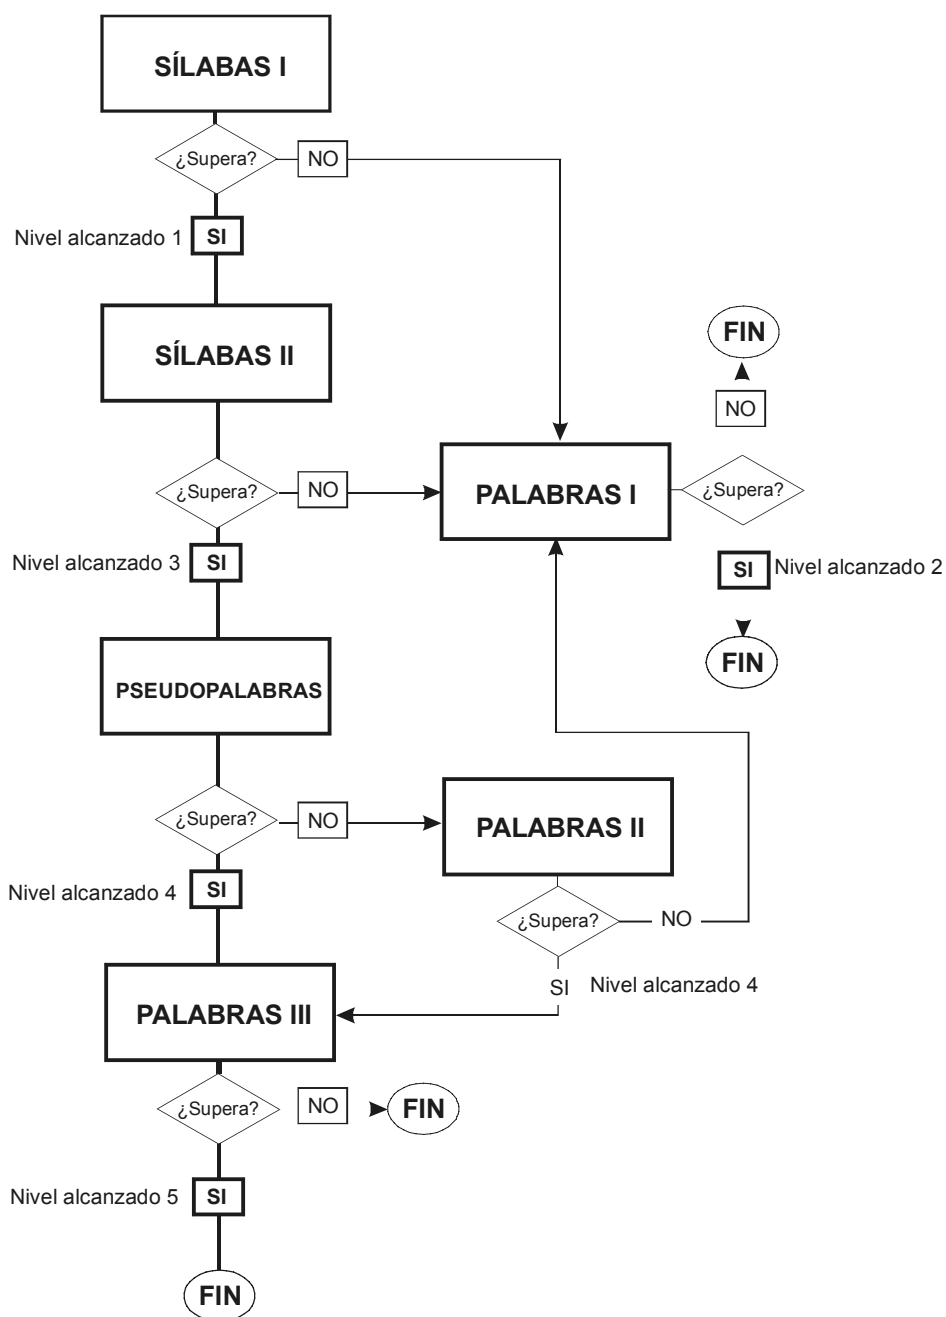 SÍLABAS I
¿Supera?
NO
Nivel alcanzado 1
SI
SÍLABAS II
FIN
NO
¿Supera?
NO
PALABRAS I
¿Supera?
Nivel alcanzado 3
SI
SI
Nivel alcanzado 2
FIN
PSEUDOPALABRAS
¿Supera?
NO
PALABRAS II
Nivel alcanzado 4
SI
¿Supera?
NO
SI
Nivel alcanzado 4
PALABRAS III
¿Supera?
NO
FIN
Nivel alcanzado 5
SI
FIN